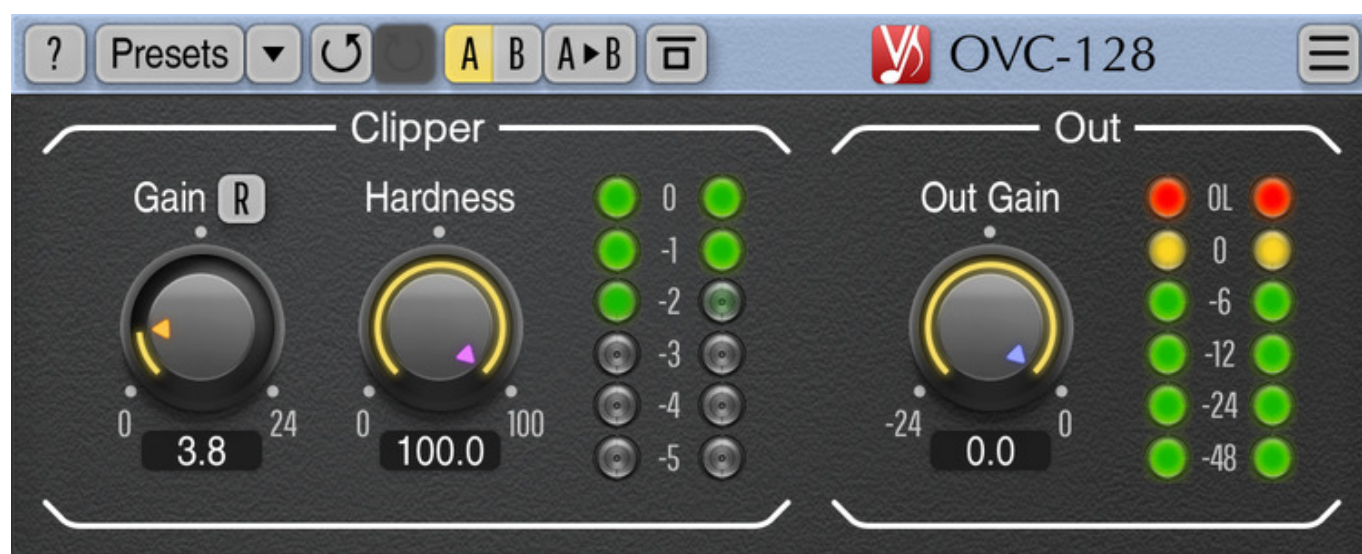 ? Presets ▼ A B A▶B OVC-128
Clipper Out
Gain R Hardness 0 Out Gain OL
-1 0
-2 -6
-3 -12
0 24 0 100 -4 -24 0 -24
3.8 100.0 -5 0.0 -48